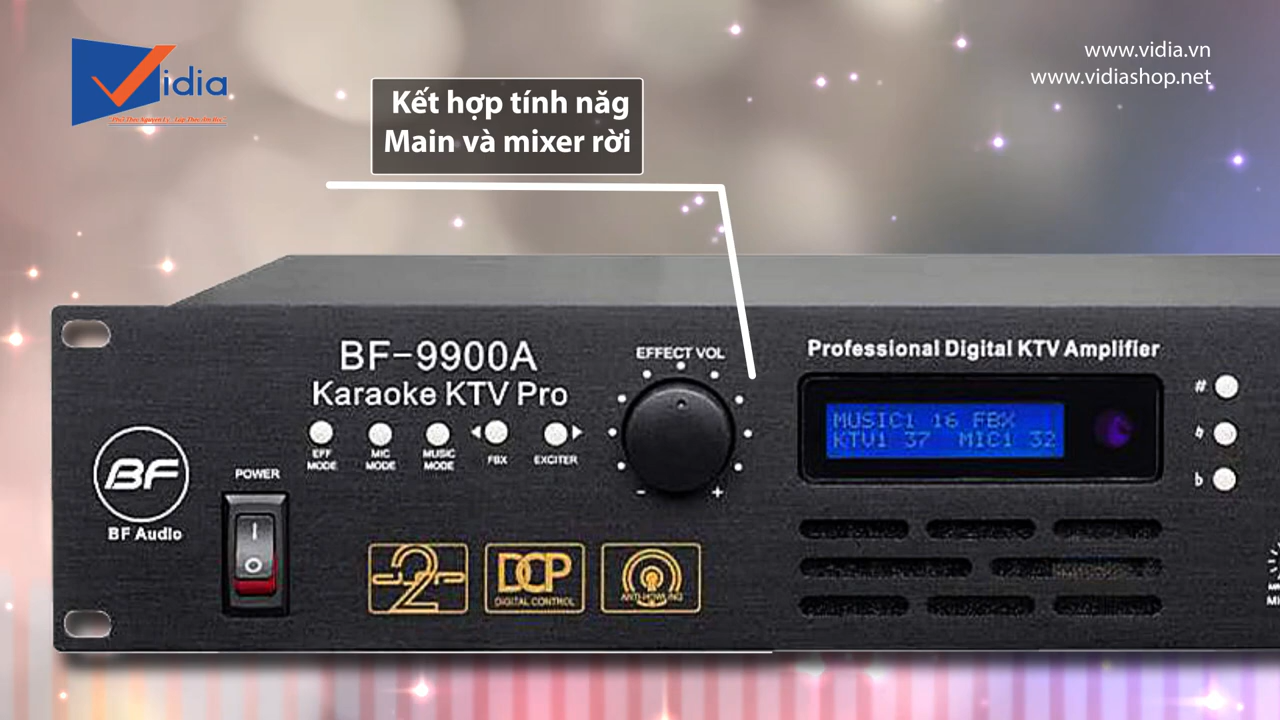 Vidia
www.vidia.vn
www.vidiashop.net
Kết hợp tính năg
Main và mixer rời
BF-9900A
Karaoke KTV Pro
EFF MODE
MIC MODE
MUSIC MODE
FBX
EXCITER
EFFECT VOL
- +
Professional Digital KTV Amplifier
MUSIC1 16 FBX
KTV1 37 MIC1 32
#
♮
b
BF
BF Audio
POWER
I
O
2
DCP
DIGITAL CONTROL
ANTI-HOWLING